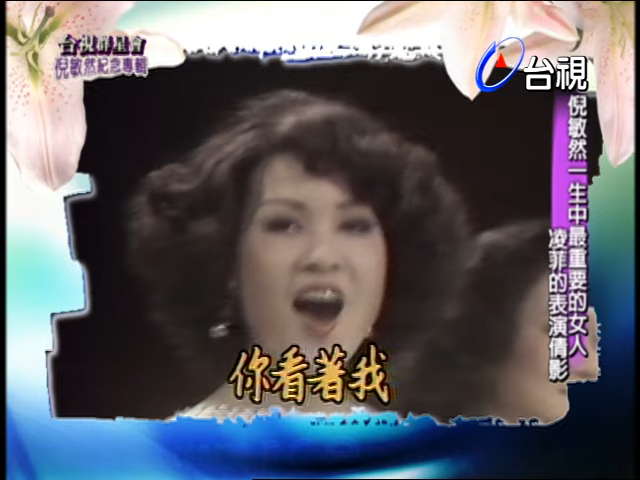 台視群星會
倪敏然紀念專輯
台視
倪敏然一生中最重要的女人
凌菲的表演倩影
你看著我